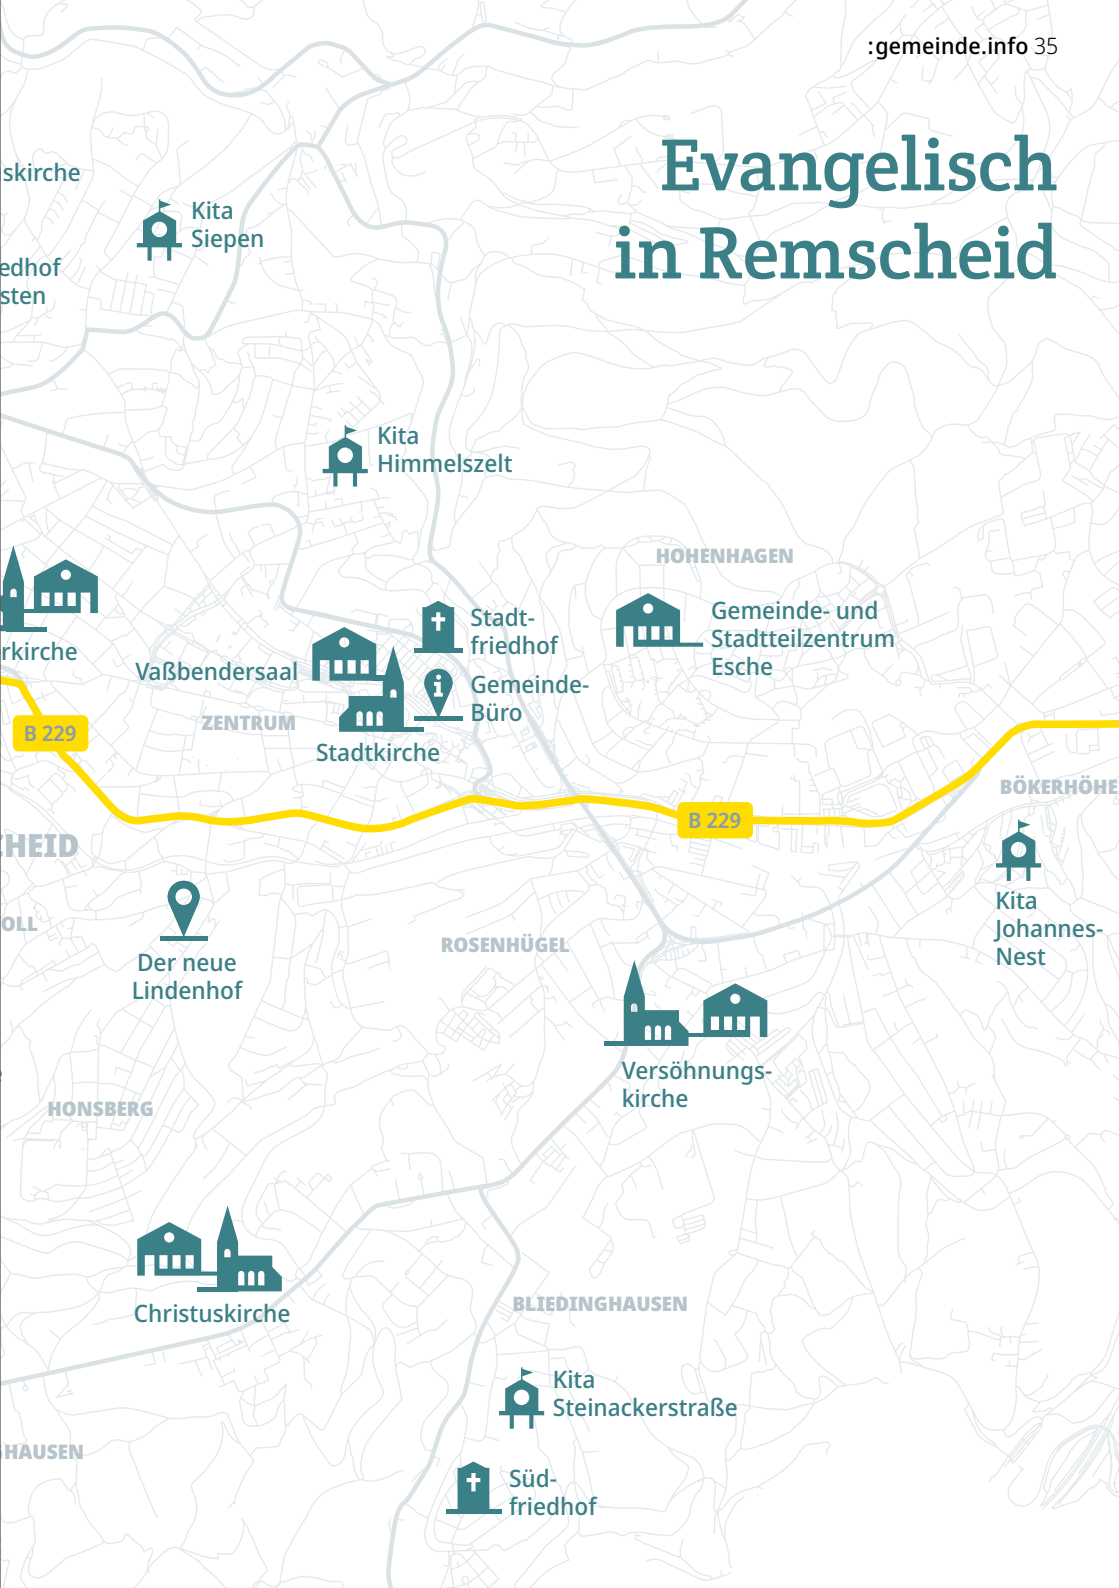 :gemeinde.info 35
Evangelisch
in Remscheid
skirche
Kita
Siepen
edhof
sten
Kita
Himmelszelt
HOHENHAGEN
Stadt-
friedhof
Gemeinde- und
Stadtteilzentrum
Esche
rkirche
Vaßbendersaal
Gemeinde-
Büro
ZENTRUM
B 229
Stadtkirche
BÖKERHÖHE
B 229
CHEID
Kita
Johannes-
Nest
OLL
ROSENHÜGEL
Der neue
Lindenhof
Versöhnungs-
kirche
HONSBERG
Christuskirche
BLIEDINGHAUSEN
Kita
Steinackerstraße
GHAUSEN
Süd-
friedhof